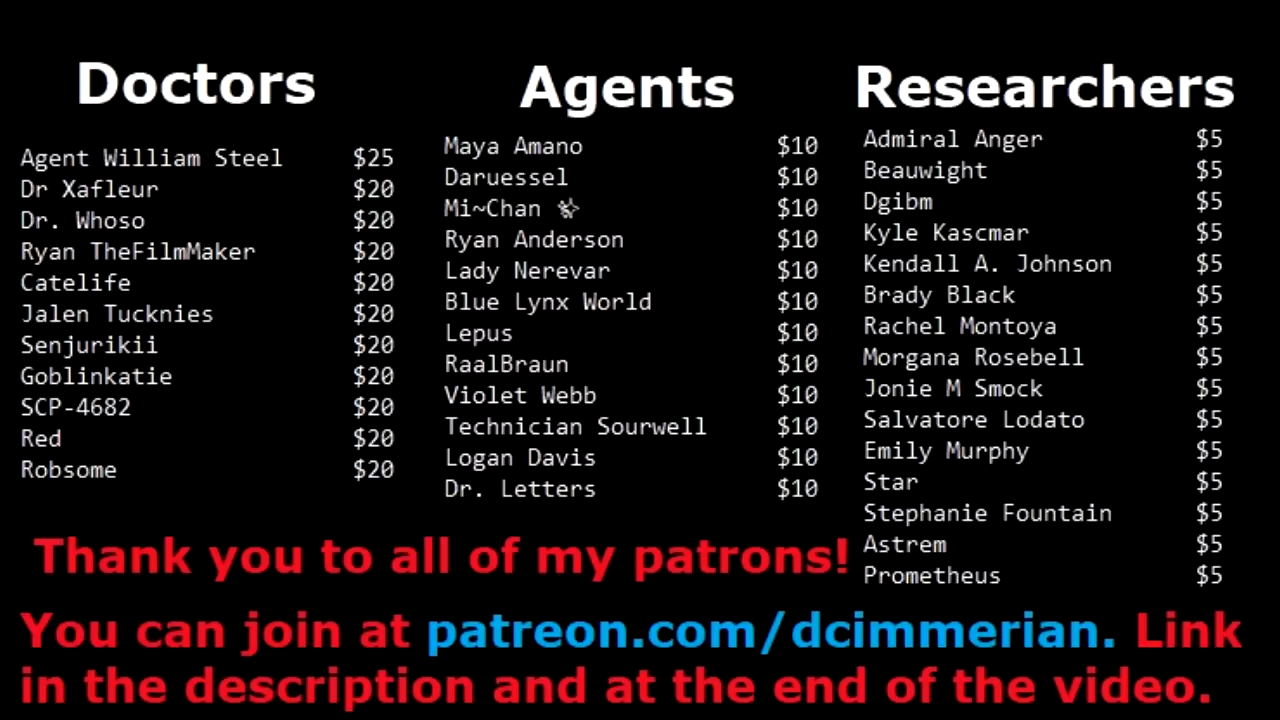 Doctors
Agent William Steel $25
Dr Xafleur $20
Dr. Whoso $20
Ryan TheFilmMaker $20
Catelife $20
Jalen Tucknies $20
Senjurikii $20
Goblinkatie $20
SCP-4682 $20
Red $20
Robsome $20
Agents
Maya Amano $10
Daruessel $10
Mi~Chan ✨ $10
Ryan Anderson $10
Lady Nerevar $10
Blue Lynx World $10
Lepus $10
RaalBraun $10
Violet Webb $10
Technician Sourwell $10
Logan Davis $10
Dr. Letters $10
Researchers
Admiral Anger $5
Beauwight $5
Dgibm $5
Kyle Kascmar $5
Kendall A. Johnson $5
Brady Black $5
Rachel Montoya $5
Morgana Rosebell $5
Jonie M Smock $5
Salvatore Lodato $5
Emily Murphy $5
Star $5
Stephanie Fountain $5
Astrem $5
Prometheus $5
Thank you to all of my patrons!
You can join at patreon.com/dcimmerian. Link
in the description and at the end of the video.